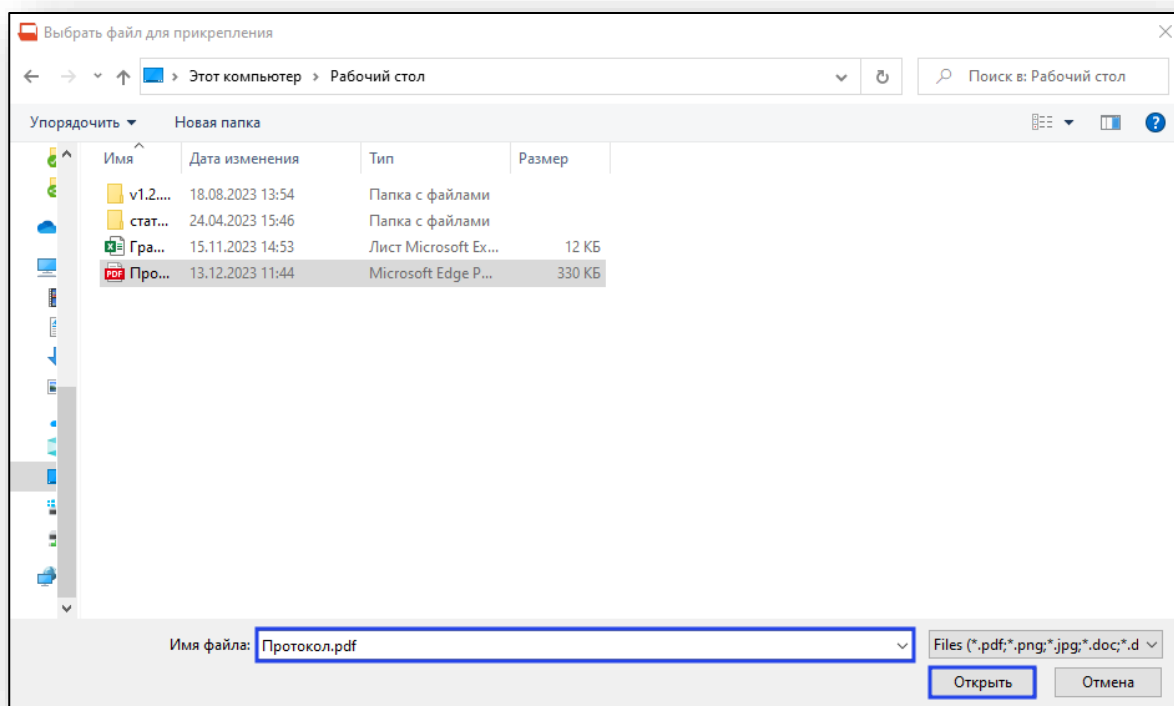 Выбрать файл для прикрепления
Этот компьютер › Рабочий стол
Поиск в: Рабочий стол
Упорядочить Новая папка
Имя Дата изменения Тип Размер
v1.2.... 18.08.2023 13:54 Папка с файлами
стат... 24.04.2023 15:46 Папка с файлами
Гра... 15.11.2023 14:53 Лист Microsoft Ex... 12 КБ
PDF Про... 13.12.2023 11:44 Microsoft Edge P... 330 КБ
Имя файла: Протокол.pdf Files (*.pdf;*.png;*.jpg;*.doc;*.d
Открыть Отмена